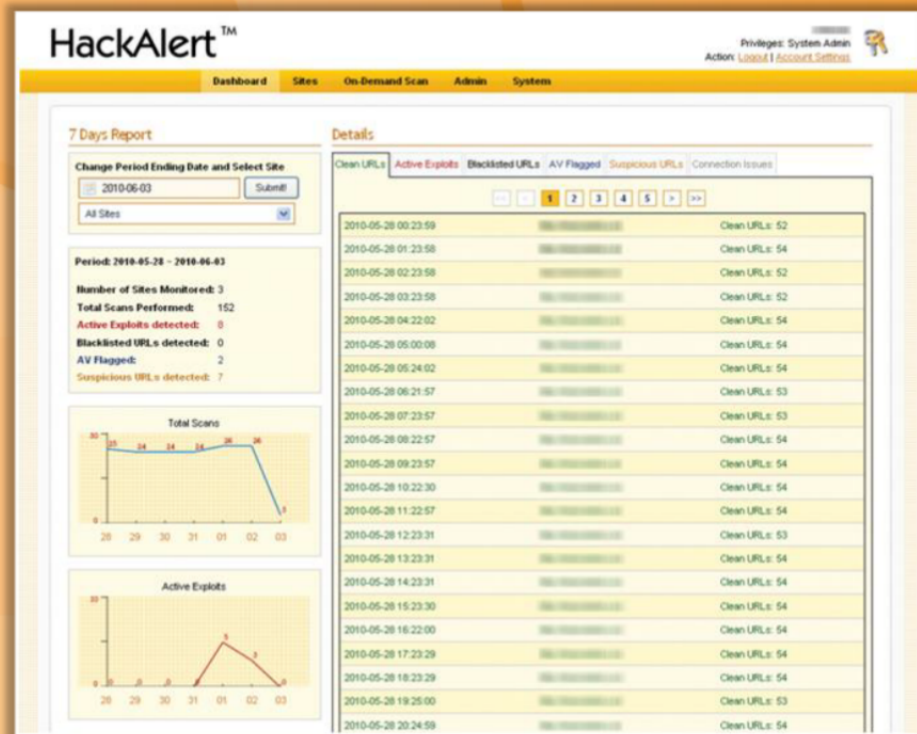 HackAlert™
Privileges: System Admin
Action: Logout | Account Settings
Dashboard Sites On-Demand Scan Admin System
7 Days Report
Change Period Ending Date and Select Site
2010-06-03 Submit!
All Sites
Period: 2010-05-28 - 2010-06-03
Number of Sites Monitored: 3
Total Scans Performed: 152
Active Exploits detected: 8
Blacklisted URLs detected: 0
AV Flagged: 2
Suspicious URLs detected: 7
Total Scans
30
25 24 24 24 26 26 3
0
28 29 30 31 01 02 03
Active Exploits
10
5
3
0 0 0 0 0
0
28 29 30 31 01 02 03
Details
Clean URLs Active Exploits Blacklisted URLs AV Flagged Suspicious URLs Connection Issues
<< < 1 2 3 4 5 > >>
2010-05-28 00:23:59 Clean URLs: 52
2010-05-28 01:23:58 Clean URLs: 54
2010-05-28 02:23:58 Clean URLs: 52
2010-05-28 03:23:58 Clean URLs: 52
2010-05-28 04:22:02 Clean URLs: 54
2010-05-28 05:00:08 Clean URLs: 54
2010-05-28 05:24:02 Clean URLs: 54
2010-05-28 06:21:57 Clean URLs: 53
2010-05-28 07:23:57 Clean URLs: 53
2010-05-28 08:22:57 Clean URLs: 54
2010-05-28 09:23:57 Clean URLs: 54
2010-05-28 10:22:30 Clean URLs: 54
2010-05-28 11:22:57 Clean URLs: 54
2010-05-28 12:23:31 Clean URLs: 53
2010-05-28 13:23:31 Clean URLs: 54
2010-05-28 14:23:31 Clean URLs: 54
2010-05-28 15:23:30 Clean URLs: 54
2010-05-28 16:22:00 Clean URLs: 54
2010-05-28 17:23:29 Clean URLs: 54
2010-05-28 18:23:29 Clean URLs: 54
2010-05-28 19:25:00 Clean URLs: 53
2010-05-28 20:24:59 Clean URLs: 54